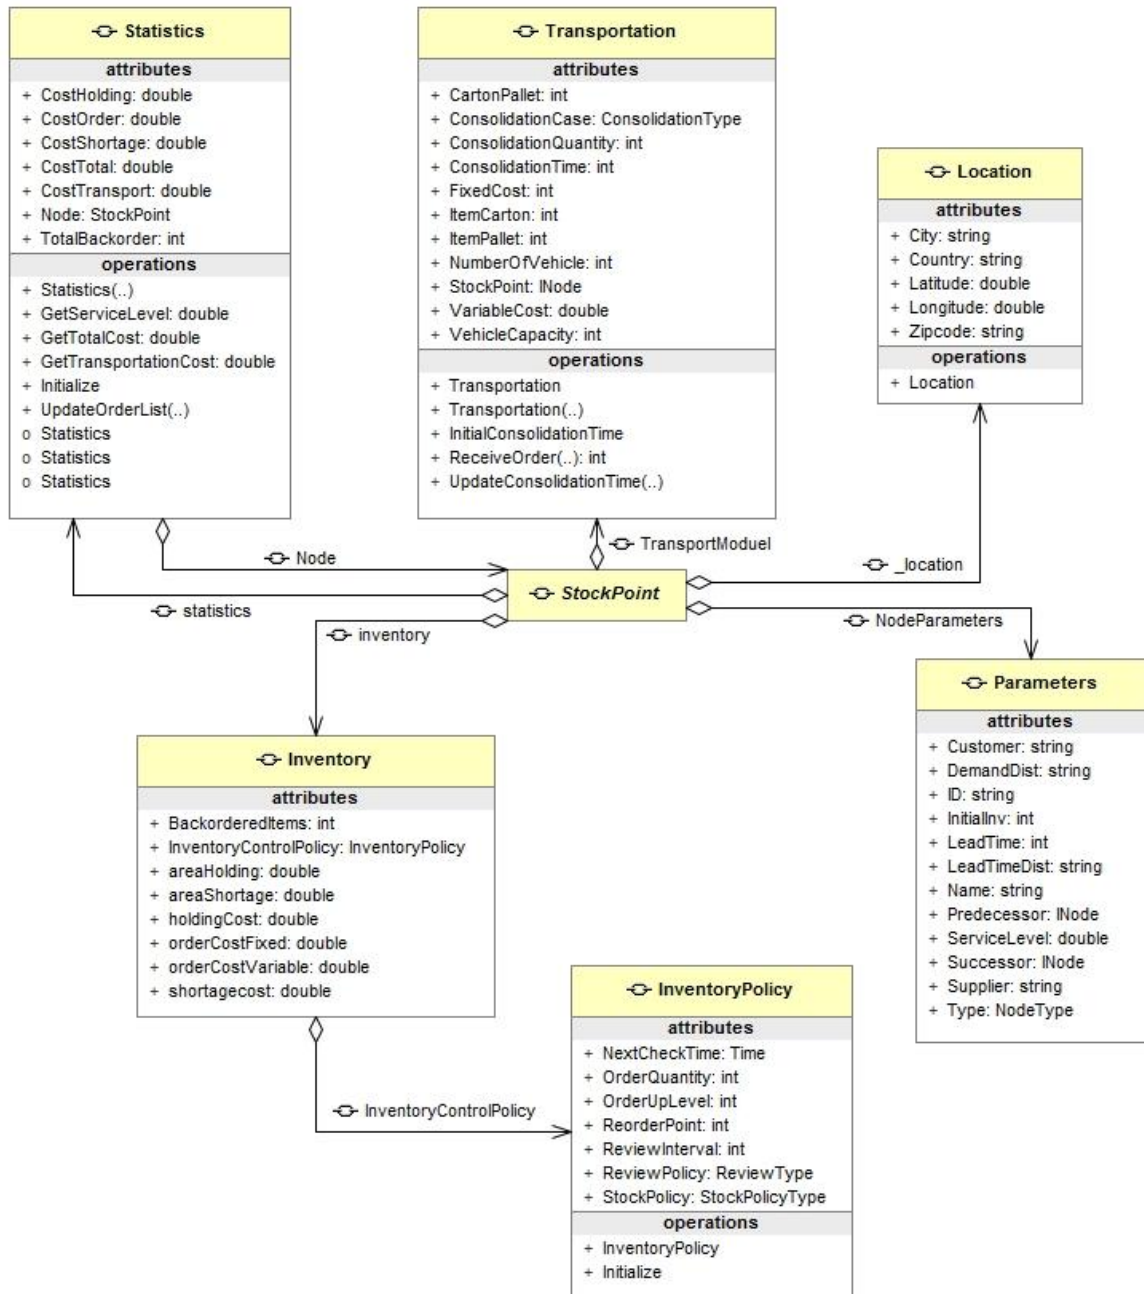 Statistics
attributes
+ CostHolding: double
+ CostOrder: double
+ CostShortage: double
+ CostTotal: double
+ CostTransport: double
+ Node: StockPoint
+ TotalBackorder: int
operations
+ Statistics(..)
+ GetServiceLevel: double
+ GetTotalCost: double
+ GetTransportationCost: double
+ Initialize
+ UpdateOrderList(..)
o Statistics
o Statistics
o Statistics
Transportation
attributes
+ CartonPallet: int
+ ConsolidationCase: ConsolidationType
+ ConsolidationQuantity: int
+ ConsolidationTime: int
+ FixedCost: int
+ ItemCarton: int
+ ItemPallet: int
+ NumberOfVehicle: int
+ StockPoint: INode
+ VariableCost: double
+ VehicleCapacity: int
operations
+ Transportation
+ Transportation(..)
+ InitialConsolidationTime
+ ReceiveOrder(..): int
+ UpdateConsolidationTime(..)
Location
attributes
+ City: string
+ Country: string
+ Latitude: double
+ Longitude: double
+ Zipcode: string
operations
+ Location
Node
TransportModuel
_location
StockPoint
statistics
inventory
NodeParameters
Parameters
attributes
+ Customer: string
+ DemandDist: string
+ ID: string
+ InitialInv: int
+ LeadTime: int
+ LeadTimeDist: string
+ Name: string
+ Predecessor: INode
+ ServiceLevel: double
+ Successor: INode
+ Supplier: string
+ Type: NodeType
Inventory
attributes
+ BackorderedItems: int
+ InventoryControlPolicy: InventoryPolicy
+ areaHolding: double
+ areaShortage: double
+ holdingCost: double
+ orderCostFixed: double
+ orderCostVariable: double
+ shortagecost: double
InventoryControlPolicy
InventoryPolicy
attributes
+ NextCheckTime: Time
+ OrderQuantity: int
+ OrderUpLevel: int
+ ReorderPoint: int
+ ReviewInterval: int
+ ReviewPolicy: ReviewType
+ StockPolicy: StockPolicyType
operations
+ InventoryPolicy
+ Initialize